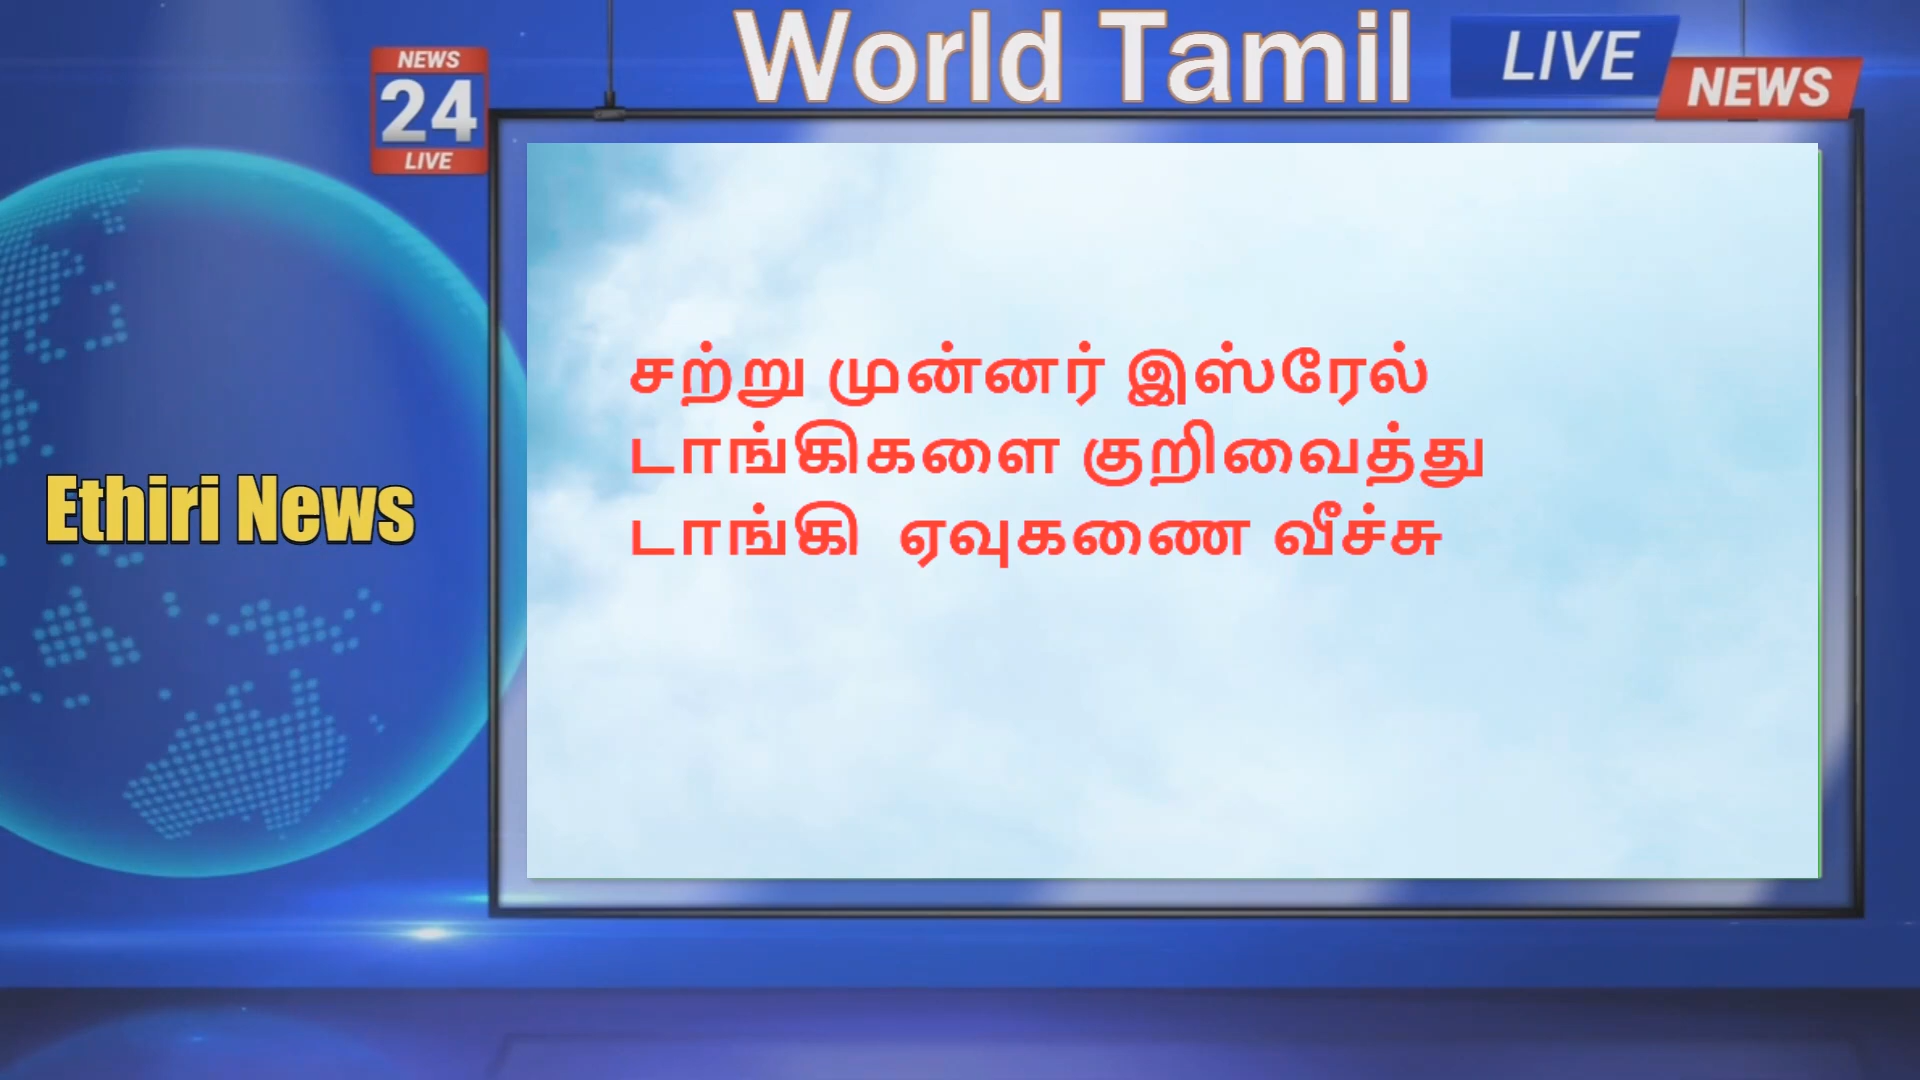 World Tamil
LIVE
NEWS
NEWS
24
LIVE
சற்று முன்னர் இஸ்ரேல்
டாங்கிகளை குறிவைத்து
டாங்கி ஏவுகணை வீச்சு
Ethiri News